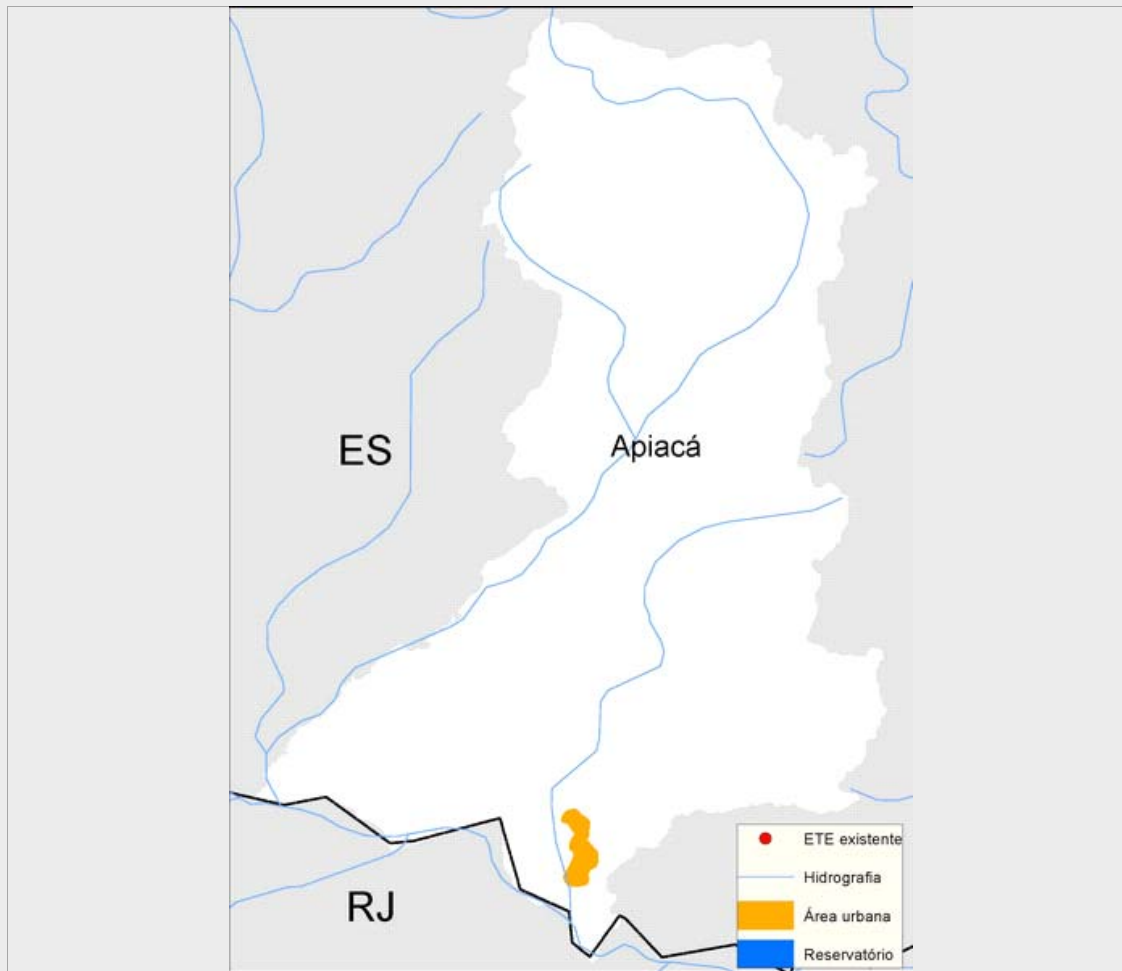 Apiacá
ES
RJ
ETE existente
Hidrografia
Área urbana
Reservatório